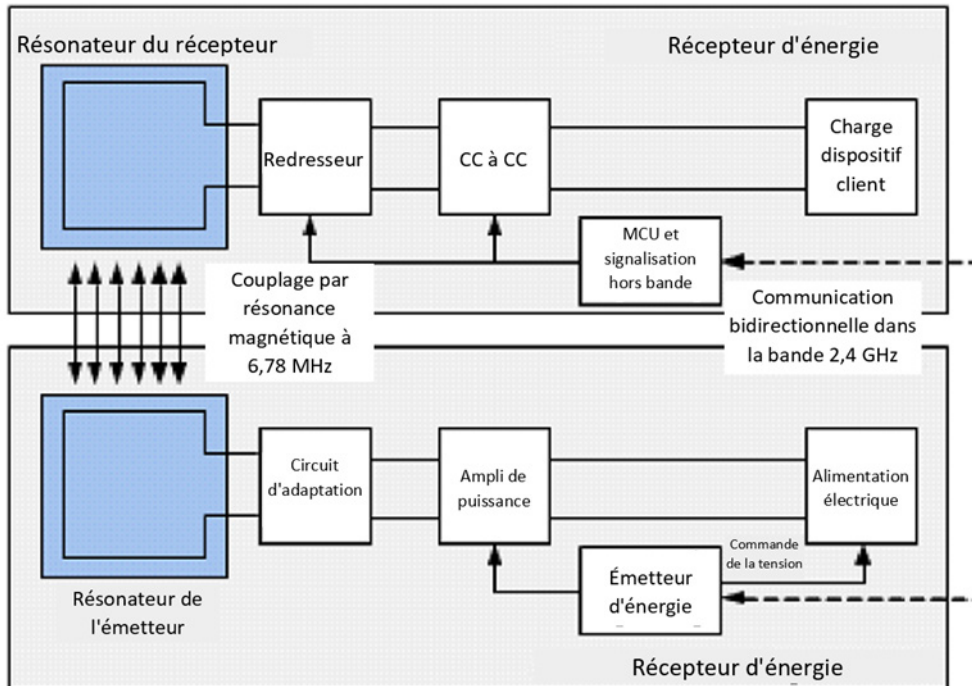 Résonateur du récepteur
Récepteur d'énergie
Redresseur
CC à CC
Charge
dispositif
client
MCU et
signalisation
hors bande
Couplage par
résonance
magnétique à
6,78 MHz
Communication
bidirectionnelle dans
la bande 2,4 GHz
Circuit
d'adaptation
Ampli de
puissance
Alimentation
électrique
Commande
de la tension
Émetteur
d'énergie
Résonateur de
l'émetteur
Récepteur d'énergie